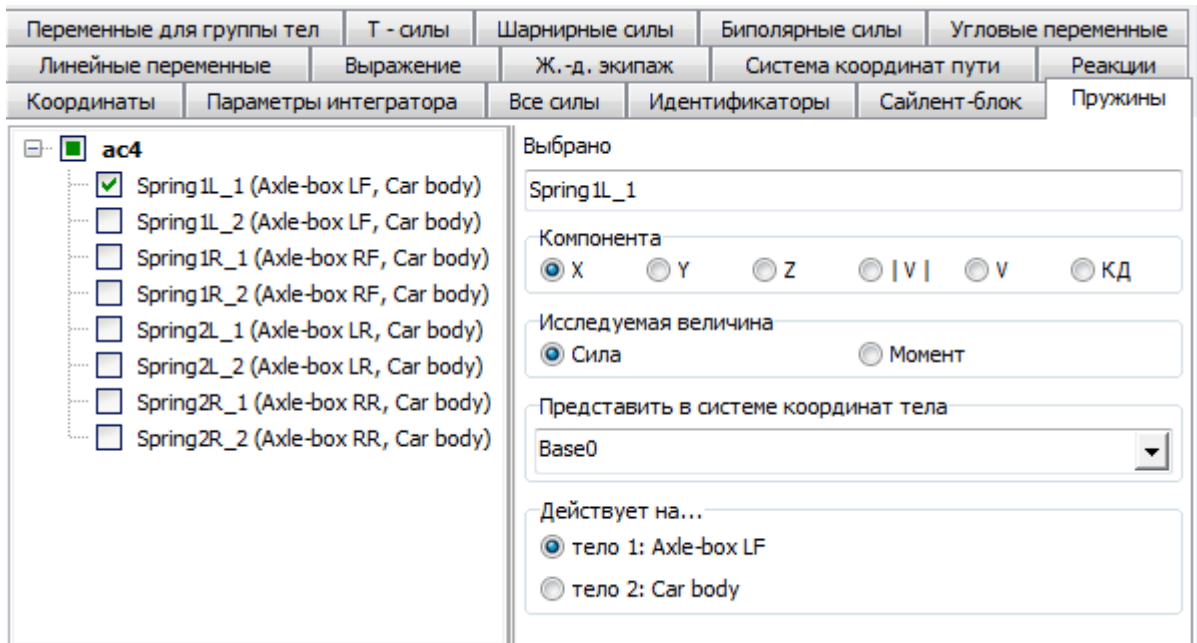 Переменные для группы тел Т - силы Шарнирные силы Биполярные силы Угловые переменные
Линейные переменные Выражение Ж.-д. экипаж Система координат пути Реакции
Координаты Параметры интегратора Все силы Идентификаторы Сайлент-блок Пружины
ac4
Spring1L_1 (Axle-box LF, Car body)
Spring1L_2 (Axle-box LF, Car body)
Spring1R_1 (Axle-box RF, Car body)
Spring1R_2 (Axle-box RF, Car body)
Spring2L_1 (Axle-box LR, Car body)
Spring2L_2 (Axle-box LR, Car body)
Spring2R_1 (Axle-box RR, Car body)
Spring2R_2 (Axle-box RR, Car body)
Выбрано
Spring1L_1
Компонента
X Y Z |V| V КД
Исследуемая величина
Сила Момент
Представить в системе координат тела
Base0
Действует на...
тело 1: Axle-box LF
тело 2: Car body